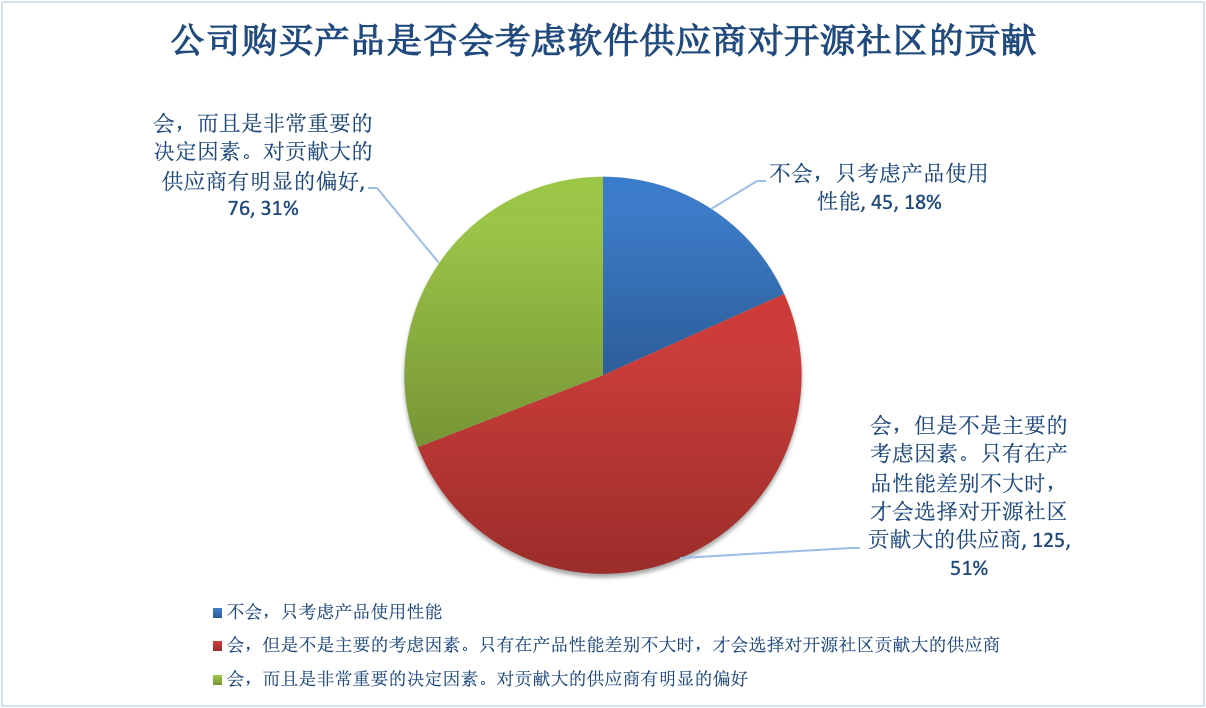 公司购买产品是否会考虑软件供应商对开源社区的贡献
会，而且是非常重要的
决定因素。对贡献大的
供应商有明显的偏好,
76, 31%
不会，只考虑产品使用
性能, 45, 18%
会，但是不是主要的
考虑因素。只有在产
品性能差别不大时，
才会选择对开源社区
贡献大的供应商, 125,
51%
不会，只考虑产品使用性能
会，但是不是主要的考虑因素。只有在产品性能差别不大时，才会选择对开源社区贡献大的供应商
会，而且是非常重要的决定因素。对贡献大的供应商有明显的偏好